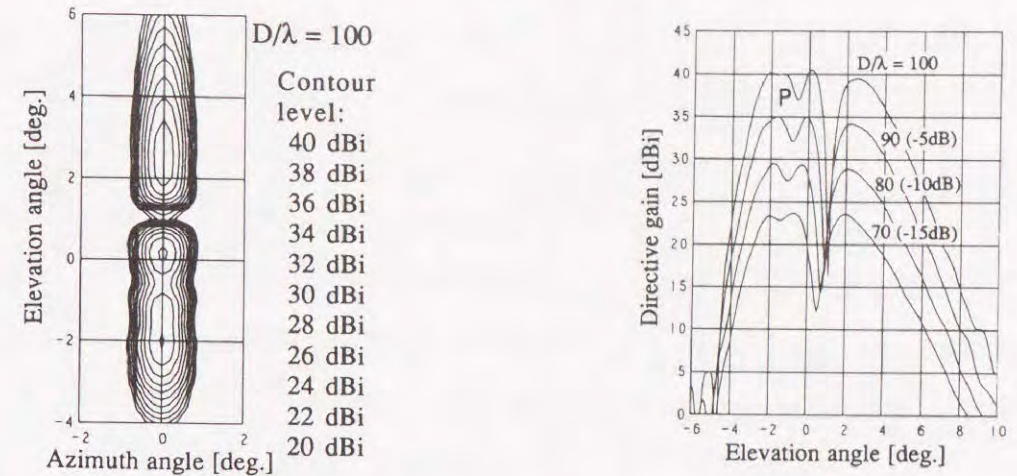 D/λ = 100
Contour
level:
40 dBi
38 dBi
36 dBi
34 dBi
32 dBi
30 dBi
28 dBi
26 dBi
24 dBi
22 dBi
20 dBi
Elevation angle [deg.]
6
4
2
0
-2
-4
-2
0
2
Azimuth angle [deg.]
Directive gain [dBi]
45
40
35
30
25
20
15
10
5
0
D/λ = 100
P
90 (-5dB)
80 (-10dB)
70 (-15dB)
-6
-4
-2
0
2
4
6
8
10
Elevation angle [deg.]